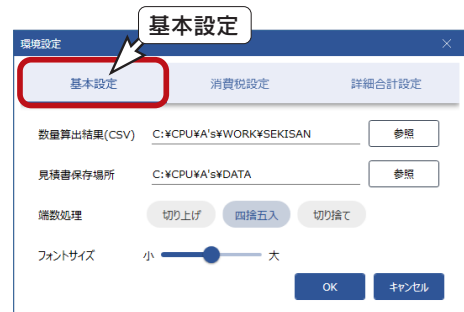 基本設定
環境設定
基本設定 消費税設定 詳細合計設定
数量算出結果(CSV) C:¥CPU¥A's¥WORK¥SEKISAN 参照
見積書保存場所 C:¥CPU¥A's¥DATA 参照
端数処理 切り上げ 四捨五入 切り捨て
フォントサイズ 小 大
OK キャンセル